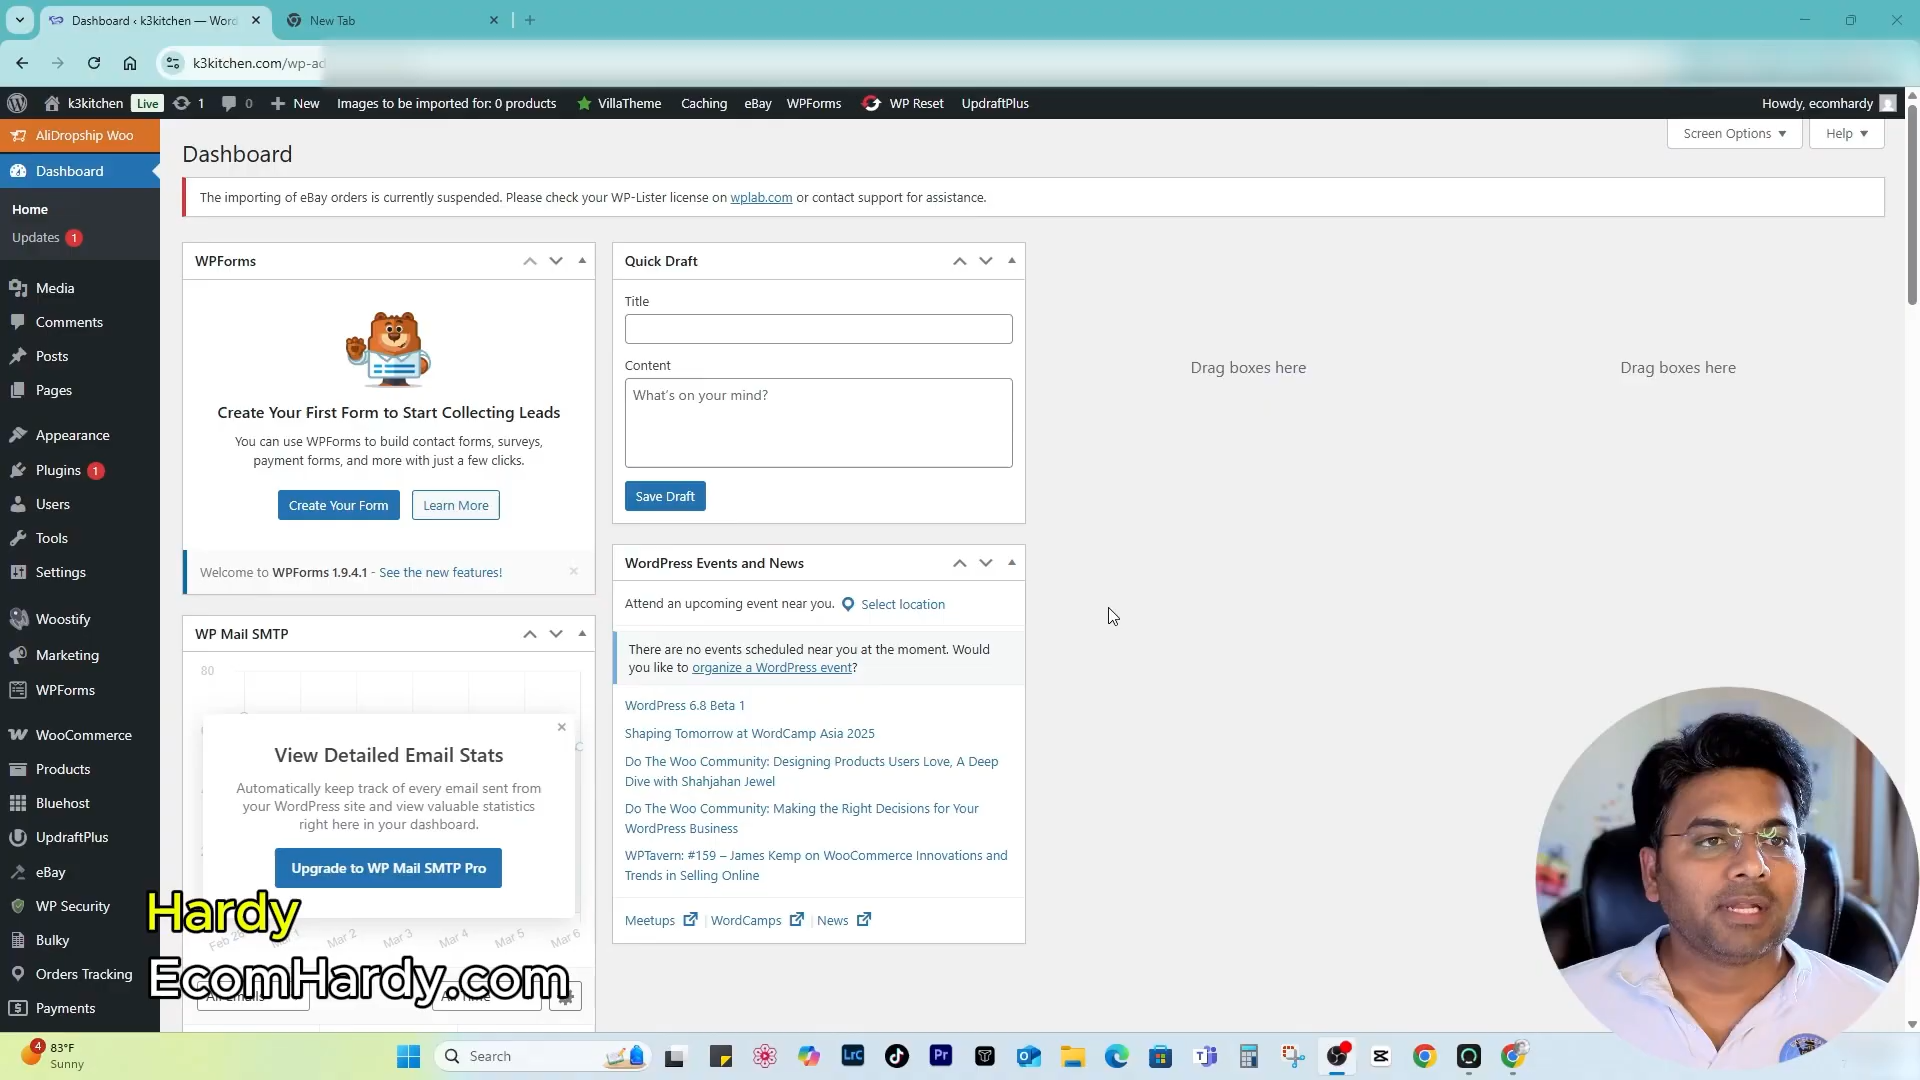 Dashboard ‹ k3kitchen — Word
New Tab
k3kitchen.com/wp-ad
k3kitchen
Live
1
0
New
Images to be imported for: 0 products
VillaTheme
Caching
eBay
WPForms
WP Reset
UpdraftPlus
Howdy, ecomhardy
AliDropship Woo
Dashboard
Home
Updates 1
Media
Comments
Posts
Pages
Appearance
Plugins 1
Users
Tools
Settings
Woostify
Marketing
WPForms
WooCommerce
Products
Bluehost
UpdraftPlus
eBay
WP Security
Bulky
Orders Tracking
Payments
Screen Options
Help
Dashboard
The importing of eBay orders is currently suspended. Please check your WP-Lister license on wplab.com or contact support for assistance.
WPForms
Create Your First Form to Start Collecting Leads
You can use WPForms to build contact forms, surveys,
payment forms, and more with just a few clicks.
Create Your Form
Learn More
Welcome to WPForms 1.9.4.1 - See the new features!
WP Mail SMTP
80
View Detailed Email Stats
Automatically keep track of every email sent from
your WordPress site and view valuable statistics
right here in your dashboard.
Upgrade to WP Mail SMTP Pro
Mar 2
Mar 3
Mar 4
Mar 5
Mar 6
Hardy
EcomHardy.com
Quick Draft
Title
Content
What's on your mind?
Save Draft
WordPress Events and News
Attend an upcoming event near you.
Select location
There are no events scheduled near you at the moment. Would
you like to organize a WordPress event?
WordPress 6.8 Beta 1
Shaping Tomorrow at WordCamp Asia 2025
Do The Woo Community: Designing Products Users Love, A Deep
Dive with Shahjahan Jewel
Do The Woo Community: Making the Right Decisions for Your
WordPress Business
WPTavern: #159 – James Kemp on WooCommerce Innovations and
Trends in Selling Online
Meetups
WordCamps
News
Drag boxes here
Drag boxes here
4
83°F
Sunny
Search
LrC
Pr